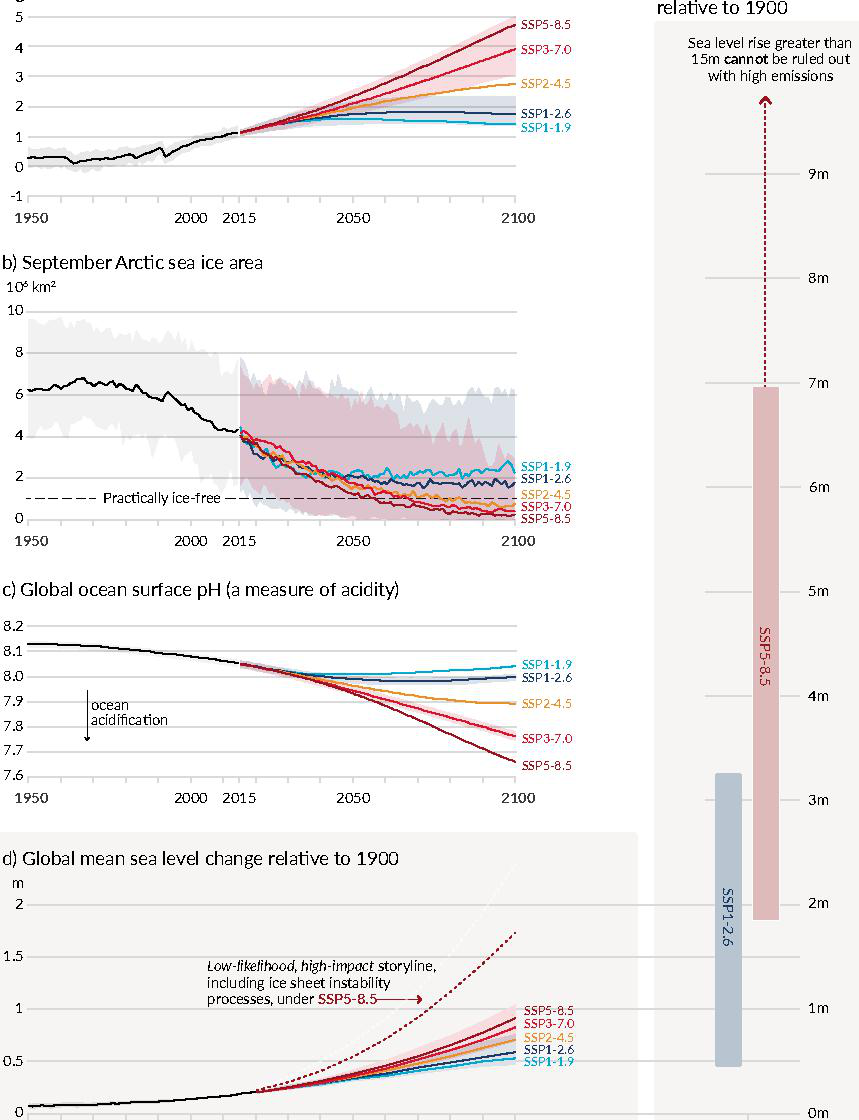 5
4
3
2
1
0
-1
SSP5-8.5
SSP3-7.0
SSP2-4.5
SSP1-2.6
SSP1-1.9
1950 2000 2015 2050 2100
b) September Arctic sea ice area
10⁶ km²
10
8
6
4
2
0
Practically ice-free
SSP1-1.9
SSP1-2.6
SSP2-4.5
SSP3-7.0
SSP5-8.5
1950 2000 2015 2050 2100
c) Global ocean surface pH (a measure of acidity)
8.2
8.1
8.0
7.9
7.8
7.7
7.6
ocean
acidification
SSP1-1.9
SSP1-2.6
SSP2-4.5
SSP3-7.0
SSP5-8.5
1950 2000 2015 2050 2100
d) Global mean sea level change relative to 1900
m
2
1.5
1
0.5
0
Low-likelihood, high-impact storyline,
including ice sheet instability
processes, under SSP5-8.5
SSP5-8.5
SSP3-7.0
SSP2-4.5
SSP1-2.6
SSP1-1.9
relative to 1900
Sea level rise greater than
15m cannot be ruled out
with high emissions
9m
8m
7m
6m
5m
4m
3m
2m
1m
0m
SSP5-8.5
SSP1-2.6